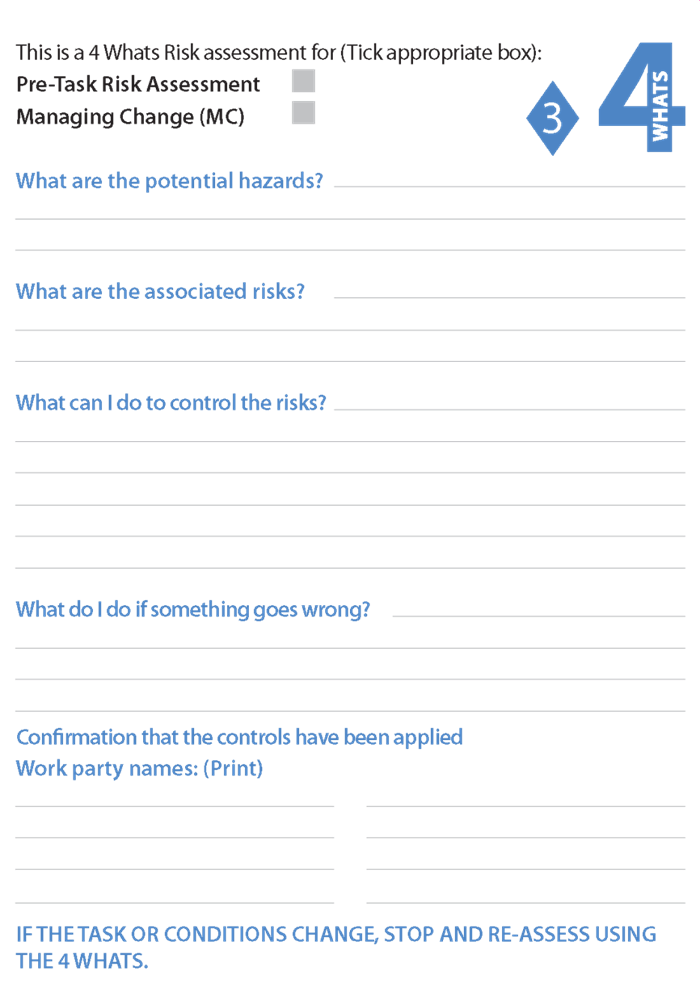 This is a 4 Whats Risk assessment for (Tick appropriate box):
Pre-Task Risk Assessment
Managing Change (MC)
3
4
WHATS
What are the potential hazards?
What are the associated risks?
What can I do to control the risks?
What do I do if something goes wrong?
Confirmation that the controls have been applied
Work party names: (Print)
IF THE TASK OR CONDITIONS CHANGE, STOP AND RE-ASSESS USING
THE 4 WHATS.